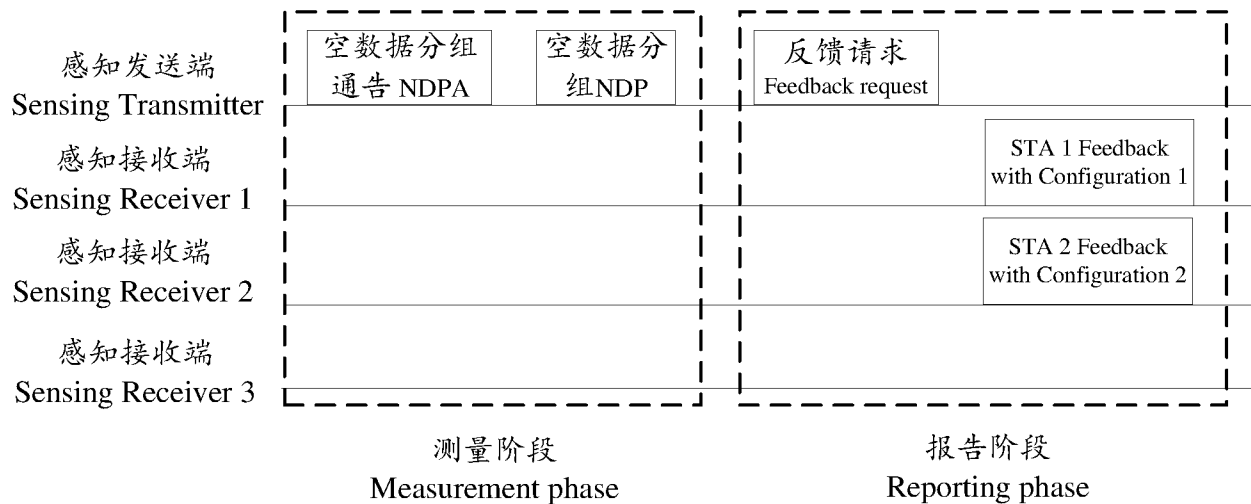 感知发送端
Sensing Transmitter
空数据分组
通告 NDPA
空数据分
组NDP
反馈请求
Feedback request
感知接收端
Sensing Receiver 1
STA 1 Feedback
with Configuration 1
感知接收端
Sensing Receiver 2
STA 2 Feedback
with Configuration 2
感知接收端
Sensing Receiver 3
测量阶段
Measurement phase
报告阶段
Reporting phase